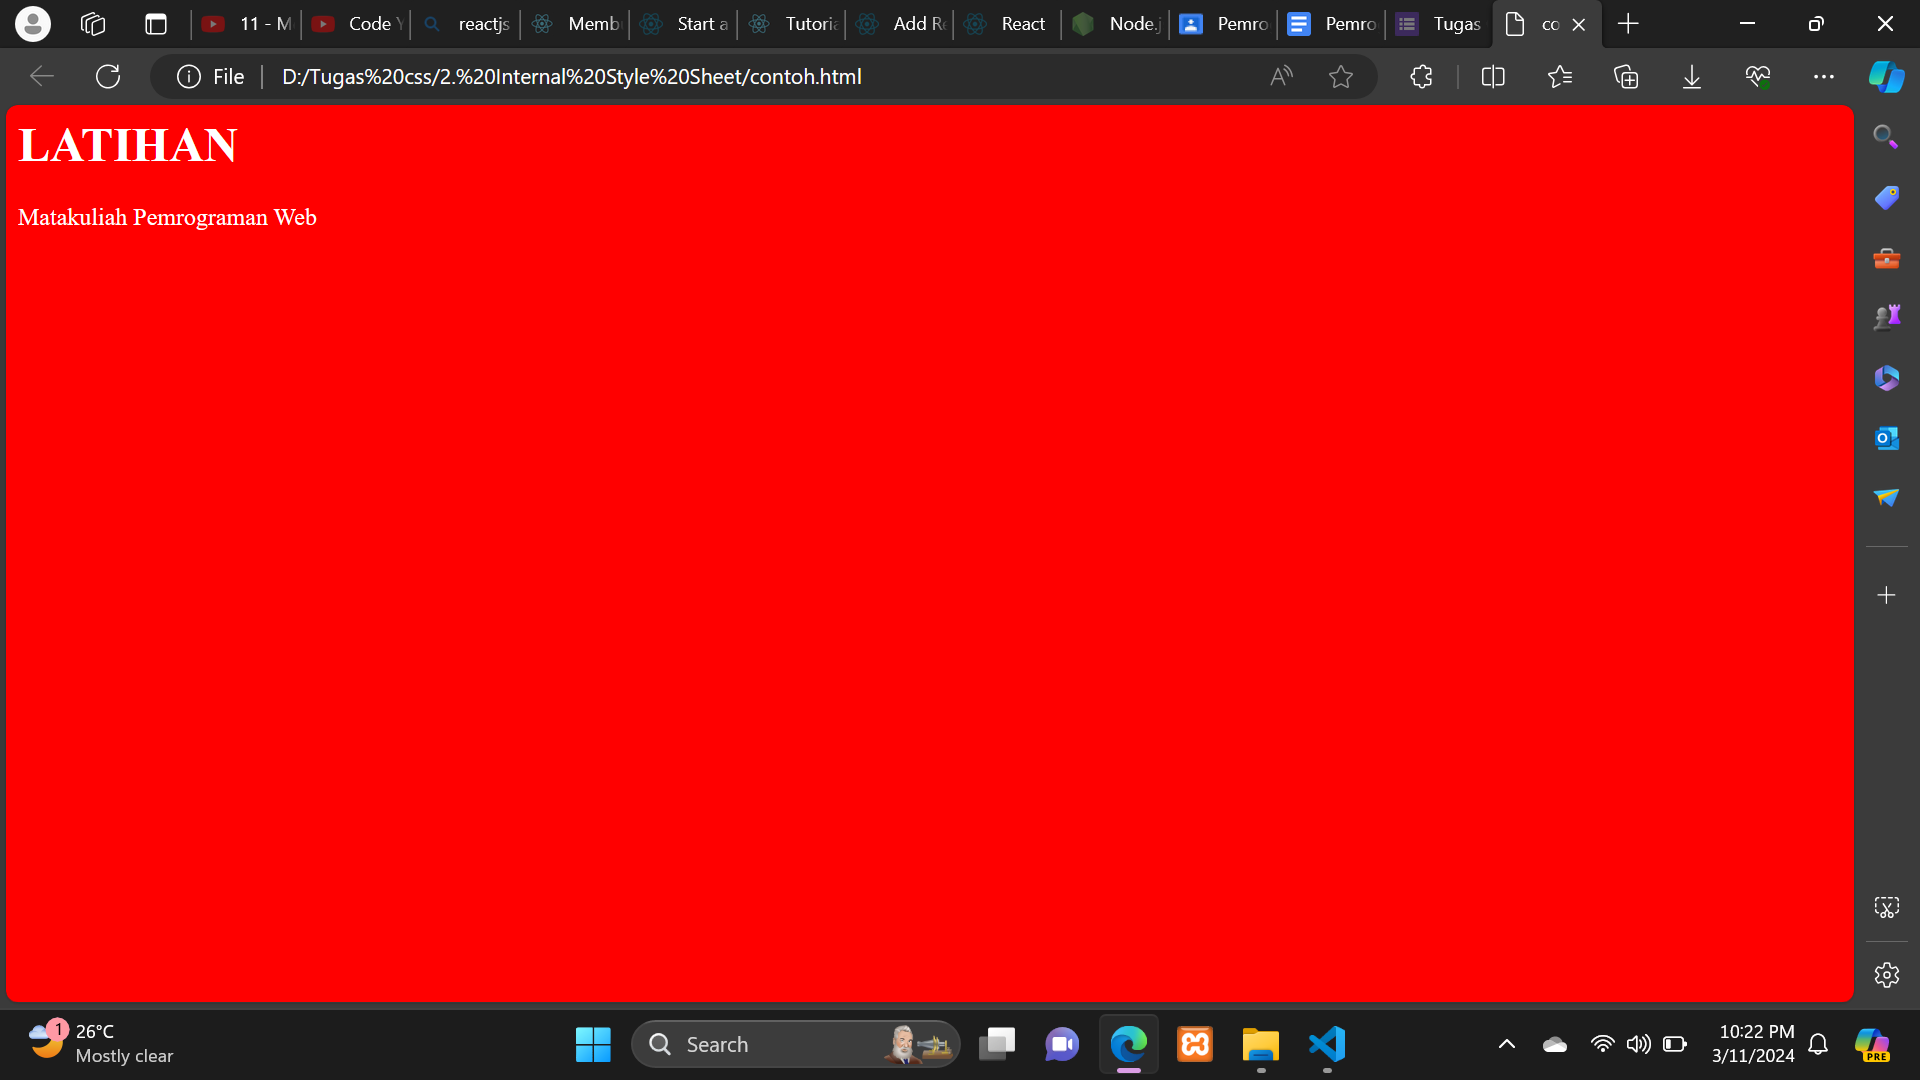 11 - M
Code Y
reactjs
Memb
Start a
Tutoria
Add Re
React
Node.j
Pemro
Pemro
Tugas
co
File
D:/Tugas%20css/2.%20Internal%20Style%20Sheet/contoh.html
LATIHAN
Matakuliah Pemrograman Web
1
26°C
Mostly clear
Search
10:22 PM
3/11/2024
PRE